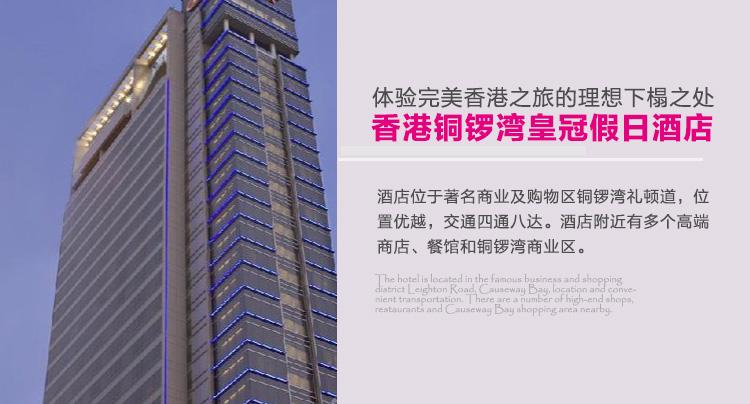 体验完美香港之旅的理想下榻之处
香港铜锣湾皇冠假日酒店
酒店位于著名商业及购物区铜锣湾礼顿道，位
置优越，交通四通八达。酒店附近有多个高端
商店、餐馆和铜锣湾商业区。
The hotel is located in the famous business and shopping
district Leighton Road, Causeway Bay, location and conve-
nient transportation. There are a number of high-end shops,
restaurants and Causeway Bay shopping area nearby.